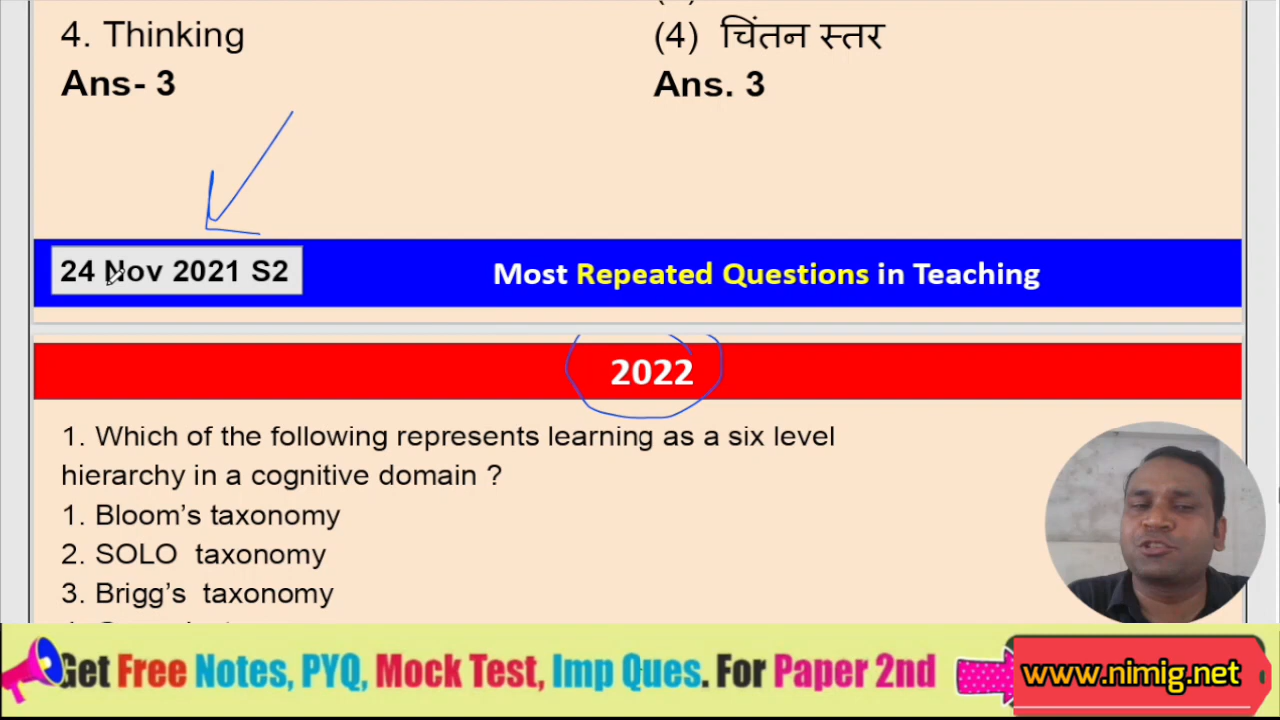 4. Thinking
(4) चिंतन स्तर
Ans- 3
Ans. 3
24 Nov 2021 S2
Most Repeated Questions in Teaching
2022
1. Which of the following represents learning as a six level
hierarchy in a cognitive domain ?
1. Bloom's taxonomy
2. SOLO taxonomy
3. Brigg's taxonomy
Get Free Notes, PYQ, Mock Test, Imp Ques. For Paper 2nd
www.nimig.net